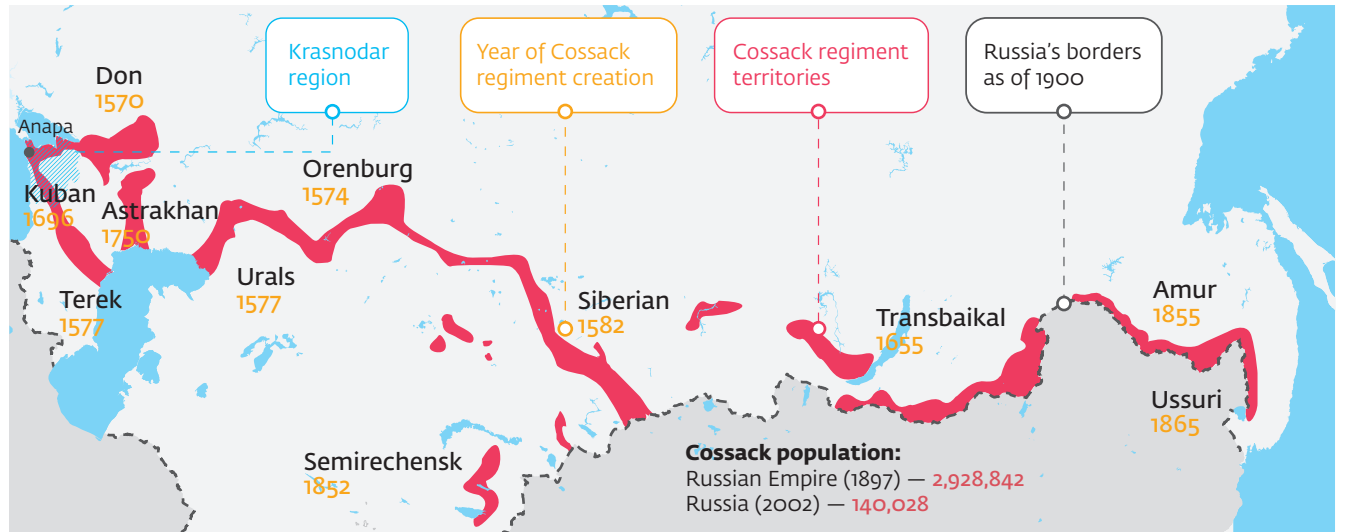 Krasnodar
region
Year of Cossack
regiment creation
Cossack regiment
territories
Russia's borders
as of 1900
Don
1570
Anapa
Kuban
1696
Astrakhan
1750
Orenburg
1574
Urals
1577
Terek
1577
Siberian
1582
Transbaikal
1655
Amur
1855
Ussuri
1865
Semirechensk
1852
Cossack population:
Russian Empire (1897) — 2,928,842
Russia (2002) — 140,028